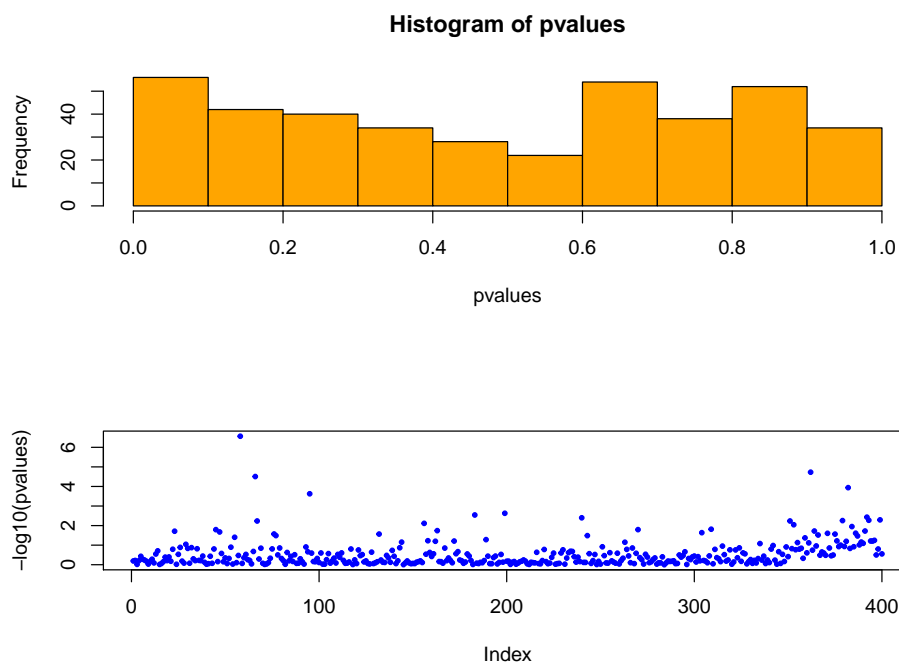 Histogram of pvalues
Frequency
0 20 40
0.0 0.2 0.4 0.6 0.8 1.0
pvalues
−log10(pvalues)
0 2 4 6
0 100 200 300 400
Index